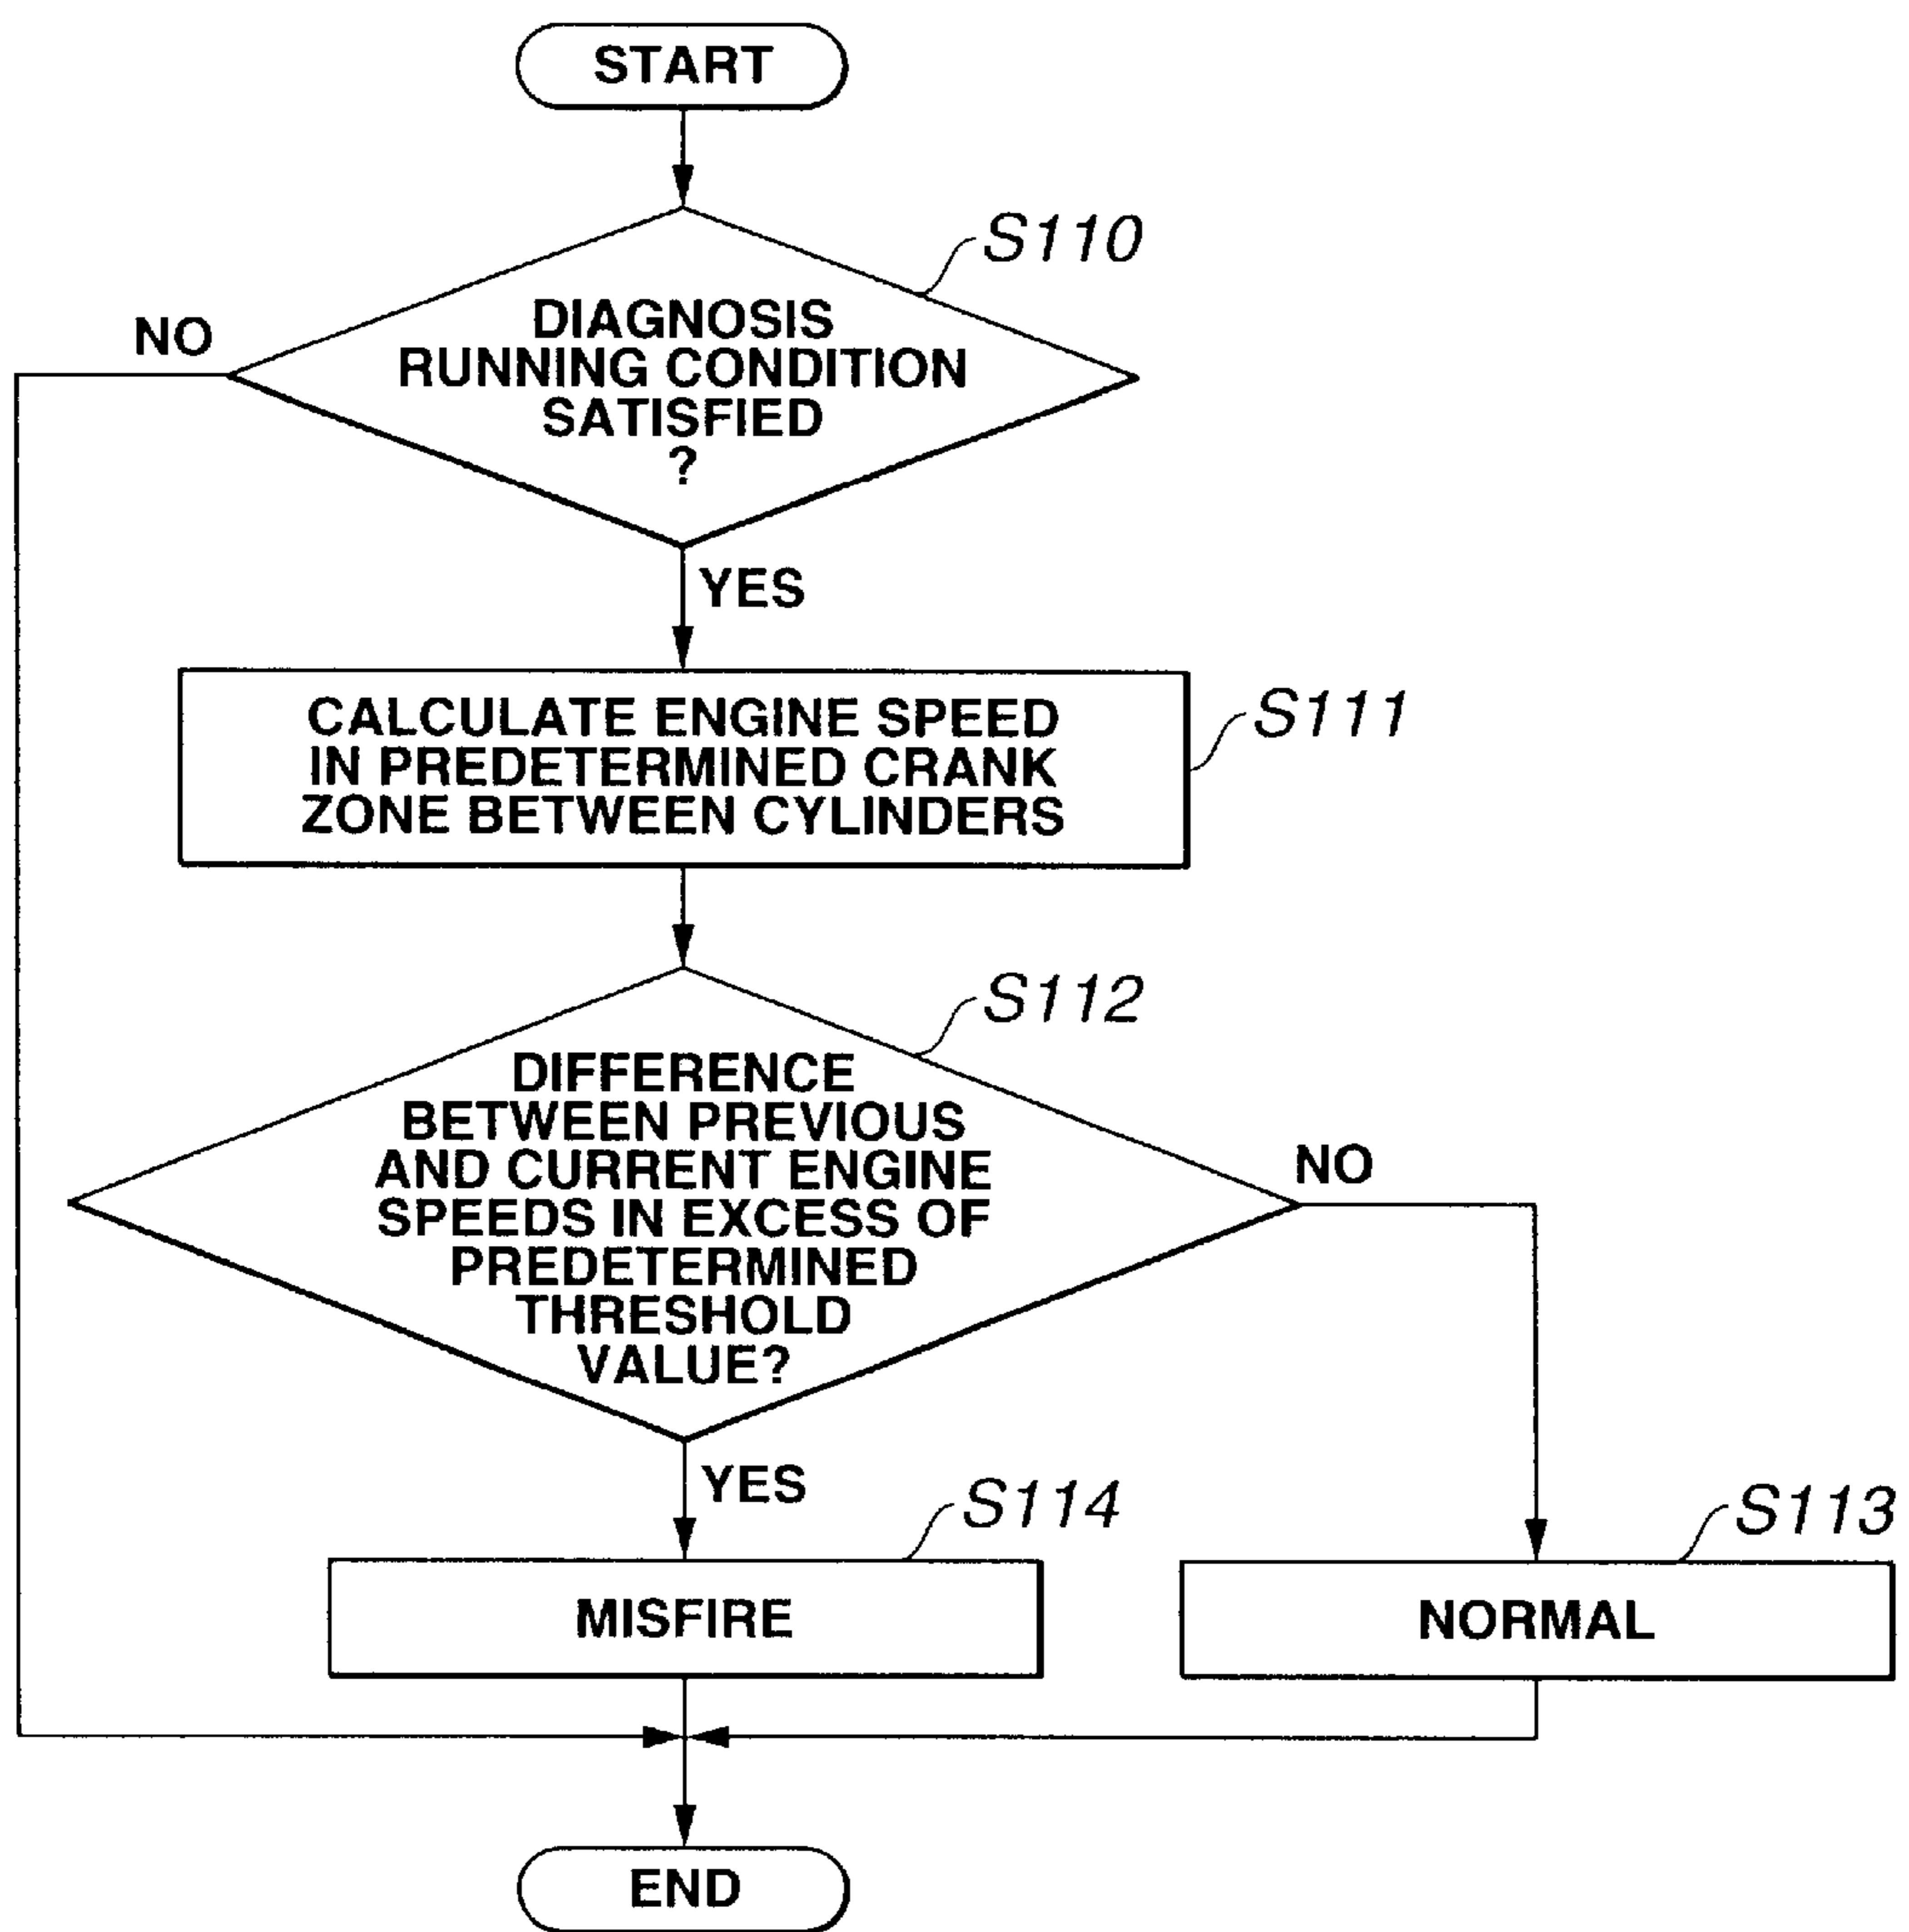 START
S110
DIAGNOSIS
RUNNING CONDITION
SATISFIED
?
NO
YES
CALCULATE ENGINE SPEED
IN PREDETERMINED CRANK
ZONE BETWEEN CYLINDERS
S111
S112
DIFFERENCE
BETWEEN PREVIOUS
AND CURRENT ENGINE
SPEEDS IN EXCESS OF
PREDETERMINED
THRESHOLD
VALUE?
NO
YES
S114
MISFIRE
S113
NORMAL
END